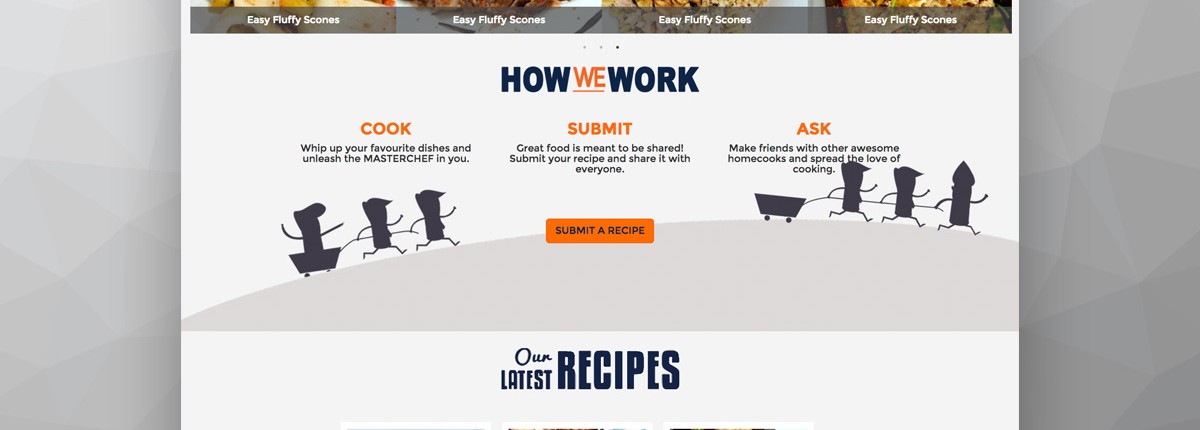 Easy Fluffy Scones Easy Fluffy Scones Easy Fluffy Scones Easy Fluffy Scones
HOW WE WORK
COOK
Whip up your favourite dishes and
unleash the MASTERCHEF in you.
SUBMIT
Great food is meant to be shared!
Submit your recipe and share it with
everyone.
ASK
Make friends with other awesome
homecooks and spread the love of
cooking.
SUBMIT A RECIPE
Our
LATEST RECIPES